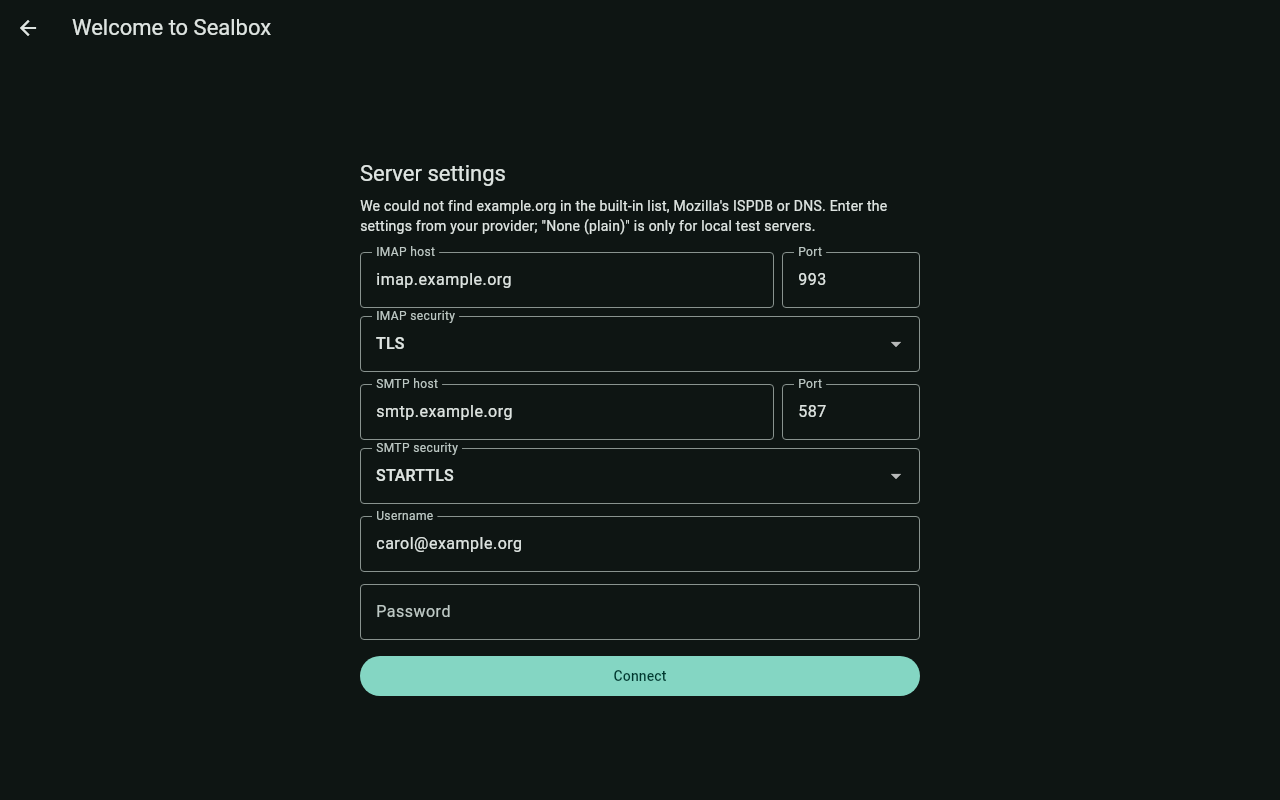 Welcome to Sealbox
Server settings
We could not find example.org in the built-in list, Mozilla's ISPDB or DNS. Enter the
settings from your provider; "None (plain)" is only for local test servers.
IMAP host
imap.example.org
Port
993
IMAP security
TLS
SMTP host
smtp.example.org
Port
587
SMTP security
STARTTLS
Username
carol@example.org
Password
Connect